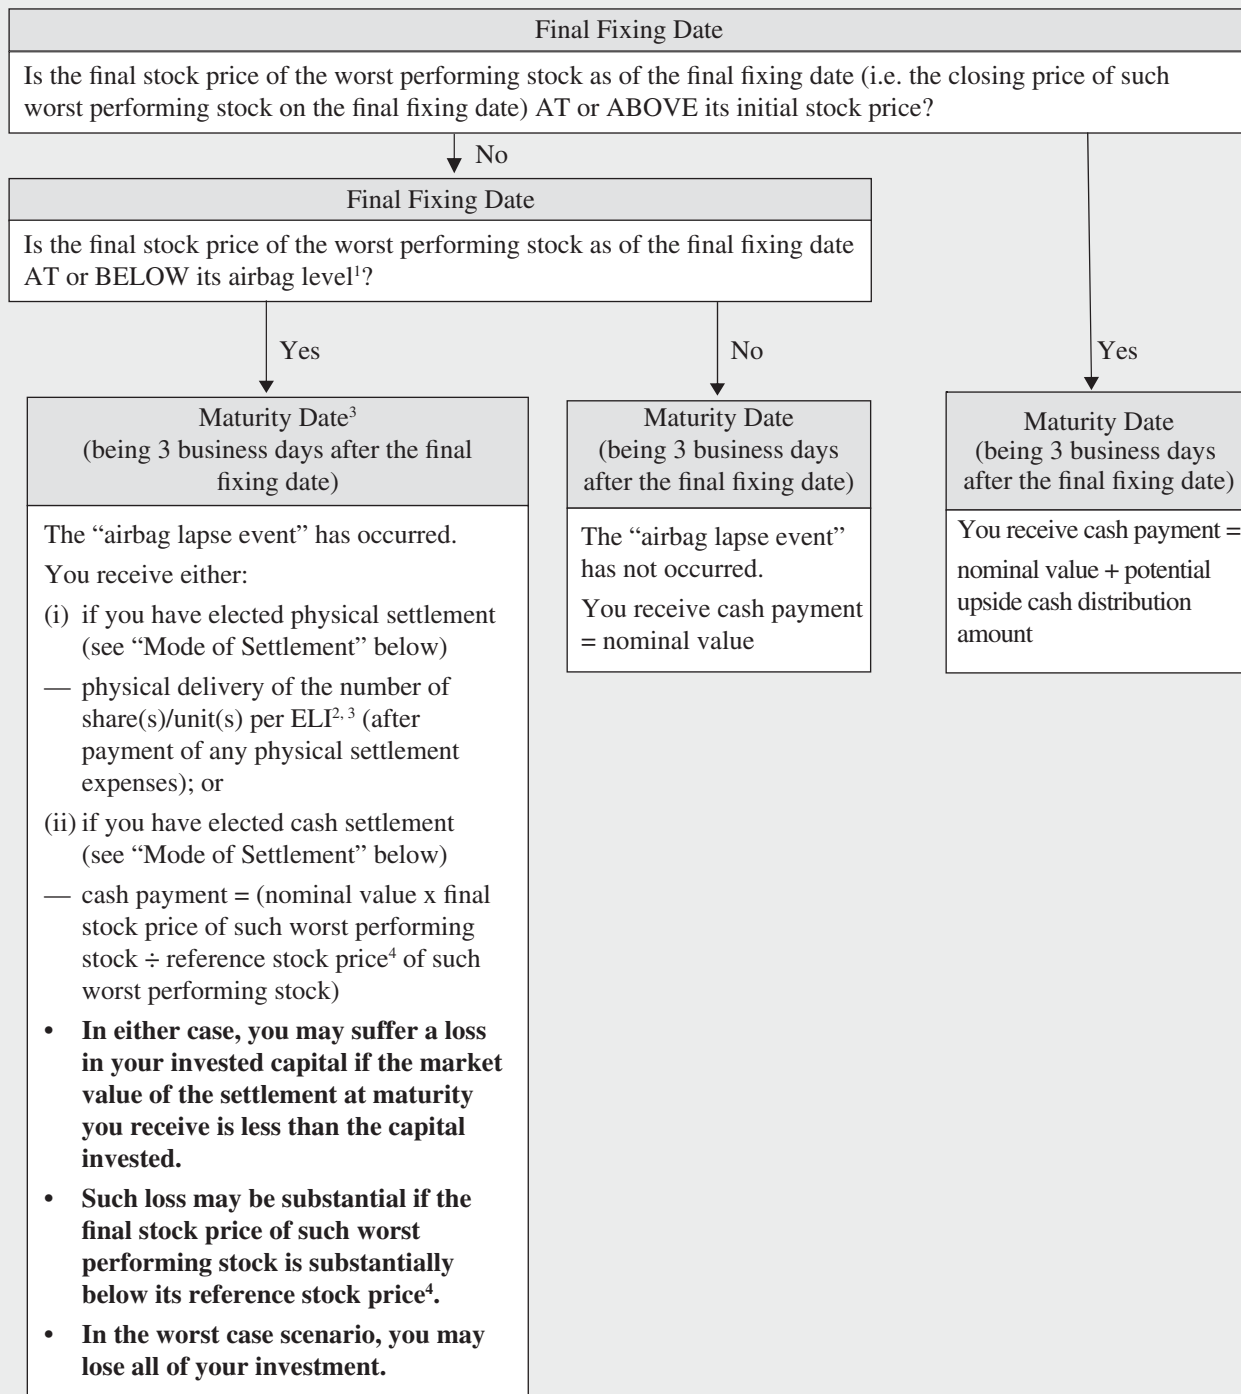 Final Fixing Date
Is the final stock price of the worst performing stock as of the final fixing date (i.e. the closing price of such
worst performing stock on the final fixing date) AT or ABOVE its initial stock price?
No
Final Fixing Date
Is the final stock price of the worst performing stock as of the final fixing date
AT or BELOW its airbag level¹?
Yes
No
Yes
Maturity Date³
(being 3 business days after the final
fixing date)
The “airbag lapse event” has occurred.
You receive either:
(i) if you have elected physical settlement
(see “Mode of Settlement” below)
— physical delivery of the number of
share(s)/unit(s) per ELI²,³ (after
payment of any physical settlement
expenses); or
(ii) if you have elected cash settlement
(see “Mode of Settlement” below)
— cash payment = (nominal value x final
stock price of such worst performing
stock ÷ reference stock price⁴ of such
worst performing stock)
• In either case, you may suffer a loss
in your invested capital if the market
value of the settlement at maturity
you receive is less than the capital
invested.
• Such loss may be substantial if the
final stock price of such worst
performing stock is substantially
below its reference stock price⁴.
• In the worst case scenario, you may
lose all of your investment.
Maturity Date
(being 3 business days
after the final fixing date)
The “airbag lapse event”
has not occurred.
You receive cash payment
= nominal value
Maturity Date
(being 3 business days
after the final fixing date)
You receive cash payment =
nominal value + potential
upside cash distribution
amount